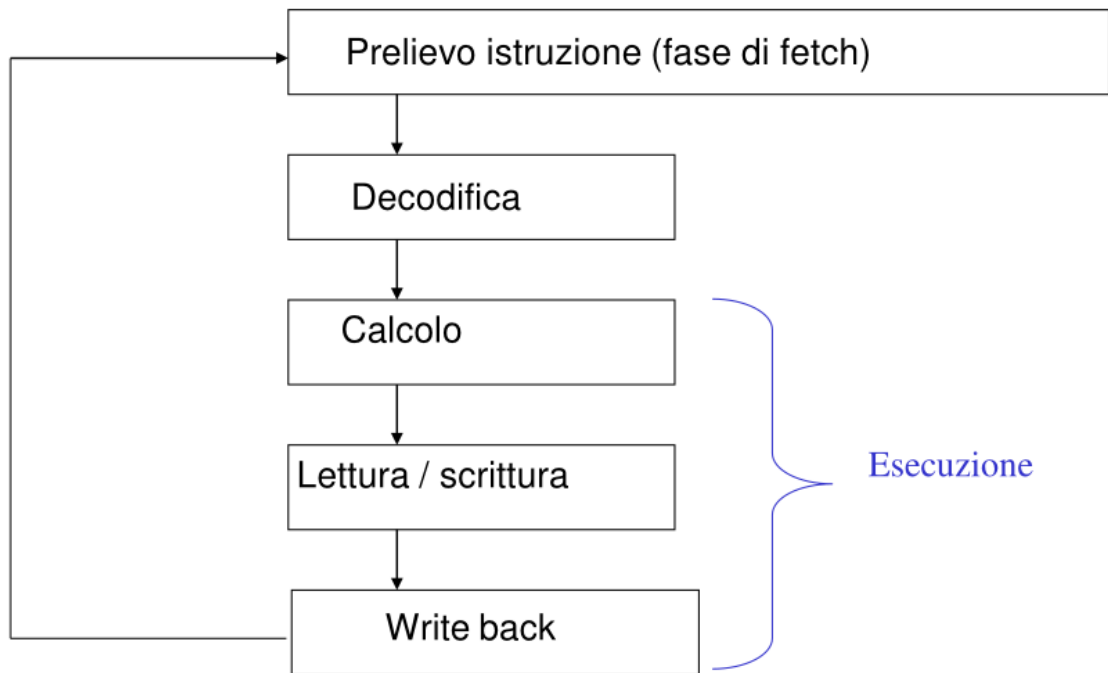 Prelievo istruzione (fase di fetch)
Decodifica
Calcolo
Lettura / scrittura
Esecuzione
Write back